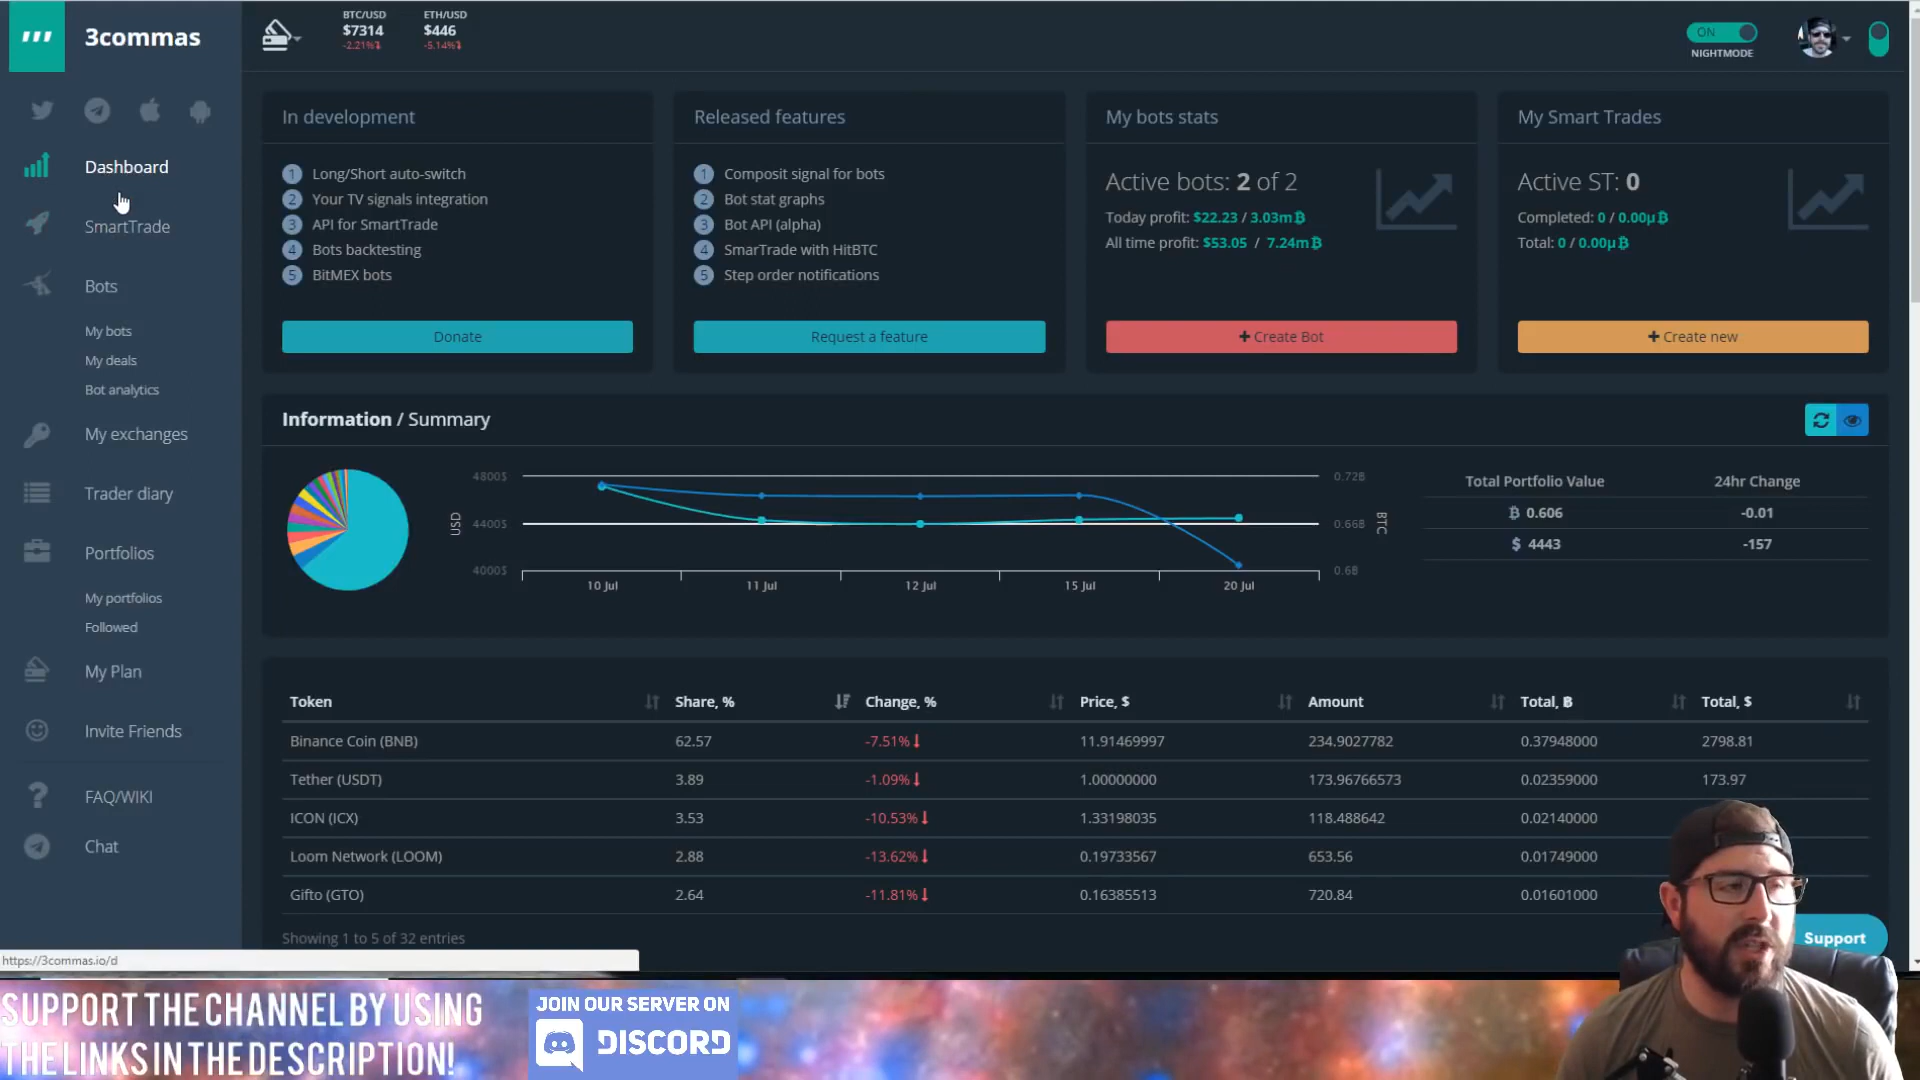 3commas
BTC/USD
$7314
-2.21%
ETH/USD
$446
-5.14%
ON
NIGHTMODE
Dashboard
SmartTrade
Bots
My bots
My deals
Bot analytics
My exchanges
Trader diary
Portfolios
My portfolios
Followed
My Plan
Invite Friends
FAQ/WIKI
Chat
In development
1 Long/Short auto-switch
2 Your TV signals integration
3 API for SmartTrade
4 Bots backtesting
5 BitMEX bots
Donate
Released features
1 Composit signal for bots
2 Bot stat graphs
3 Bot API (alpha)
4 SmarTrade with HitBTC
5 Step order notifications
Request a feature
My bots stats
Active bots: 2 of 2
Today profit: $22.23 / 3.03m₿
All time profit: $53.05 / 7.24m₿
+ Create Bot
My Smart Trades
Active ST: 0
Completed: 0 / 0.00µ₿
Total: 0 / 0.00µ₿
+ Create new
Information / Summary
4800$
4400$
4000$
USD
0.72B
0.66B
0.6B
BTC
10 Jul 11 Jul 12 Jul 15 Jul 20 Jul
Total Portfolio Value 24hr Change
₿ 0.606 -0.01
$ 4443 -157
Token Share, % Change, % Price, $ Amount Total, ₿ Total, $
Binance Coin (BNB) 62.57 -7.51% 11.91469997 234.9027782 0.37948000 2798.81
Tether (USDT) 3.89 -1.09% 1.00000000 173.96766573 0.02359000 173.97
ICON (ICX) 3.53 -10.53% 1.33198035 118.488642 0.02140000
Loom Network (LOOM) 2.88 -13.62% 0.19733567 653.56 0.01749000
Gifto (GTO) 2.64 -11.81% 0.16385513 720.84 0.01601000
Showing 1 to 5 of 32 entries
Support
https://3commas.io/d
SUPPORT THE CHANNEL BY USING
THE LINKS IN THE DESCRIPTION!
JOIN OUR SERVER ON
DISCORD